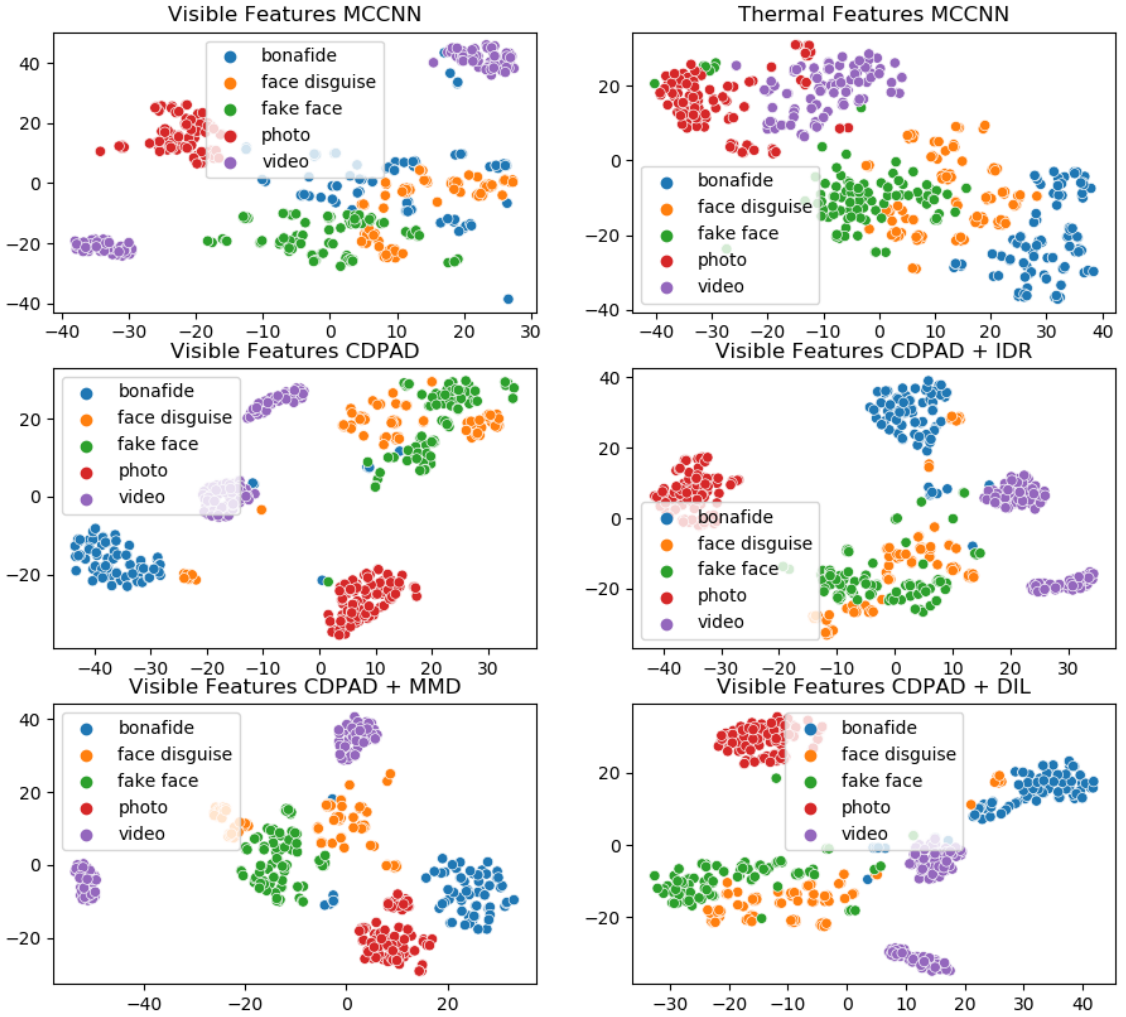 Visible Features MCCNN
40
20
0
−20
−40
−40
−30
−20
−10
0
10
20
30
bonafide
face disguise
fake face
photo
video
Thermal Features MCCNN
20
0
−20
−40
−40
−30
−20
−10
0
10
20
30
40
bonafide
face disguise
fake face
photo
video
Visible Features CDPAD
20
0
−20
−40
−30
−20
−10
0
10
20
30
bonafide
face disguise
fake face
photo
video
Visible Features CDPAD + IDR
40
20
0
−20
−40
−30
−20
−10
0
10
20
30
bonafide
face disguise
fake face
photo
video
Visible Features CDPAD + MMD
40
20
0
−20
−40
−20
0
20
bonafide
face disguise
fake face
photo
video
Visible Features CDPAD + DIL
20
0
−20
−30
−20
−10
0
10
20
30
40
bonafide
face disguise
fake face
photo
video